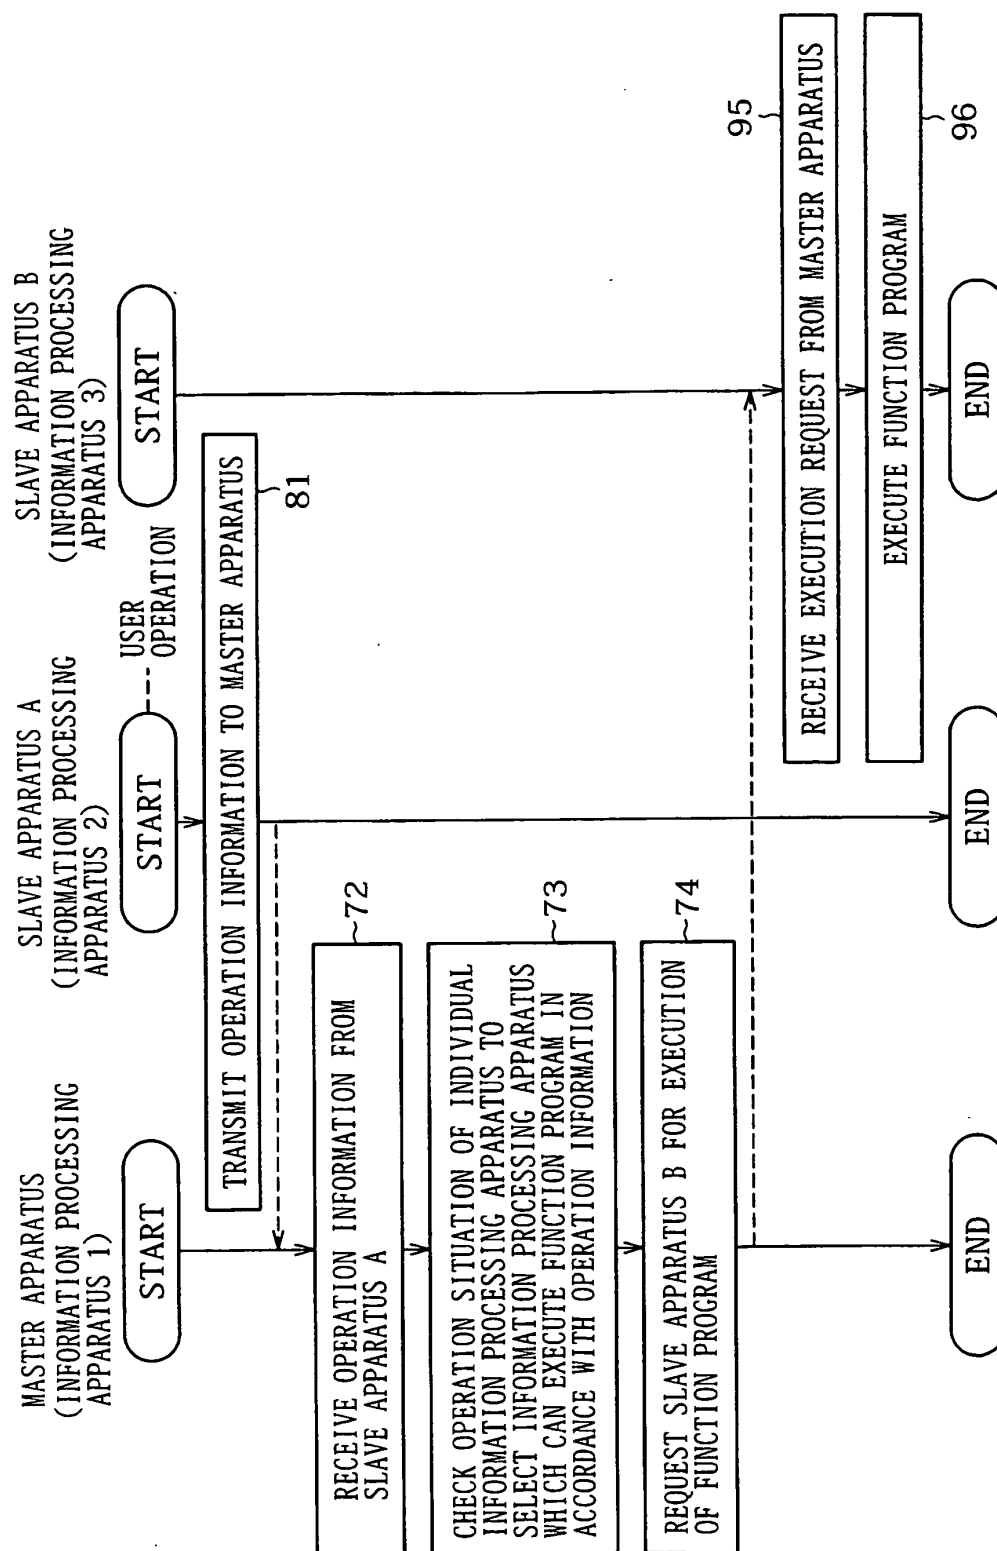 MASTER APPARATUS
(INFORMATION PROCESSING
APPARATUS 1)
SLAVE APPARATUS A
(INFORMATION PROCESSING
APPARATUS 2)
SLAVE APPARATUS B
(INFORMATION PROCESSING
APPARATUS 3)
START
START
USER
OPERATION
START
TRANSMIT OPERATION INFORMATION TO MASTER APPARATUS
81
RECEIVE OPERATION INFORMATION FROM
SLAVE APPARATUS A
72
CHECK OPERATION SITUATION OF INDIVIDUAL
INFORMATION PROCESSING APPARATUS TO
SELECT INFORMATION PROCESSING APPARATUS
WHICH CAN EXECUTE FUNCTION PROGRAM IN
ACCORDANCE WITH OPERATION INFORMATION
73
REQUEST SLAVE APPARATUS B FOR EXECUTION
OF FUNCTION PROGRAM
74
RECEIVE EXECUTION REQUEST FROM MASTER APPARATUS
95
EXECUTE FUNCTION PROGRAM
96
END
END
END